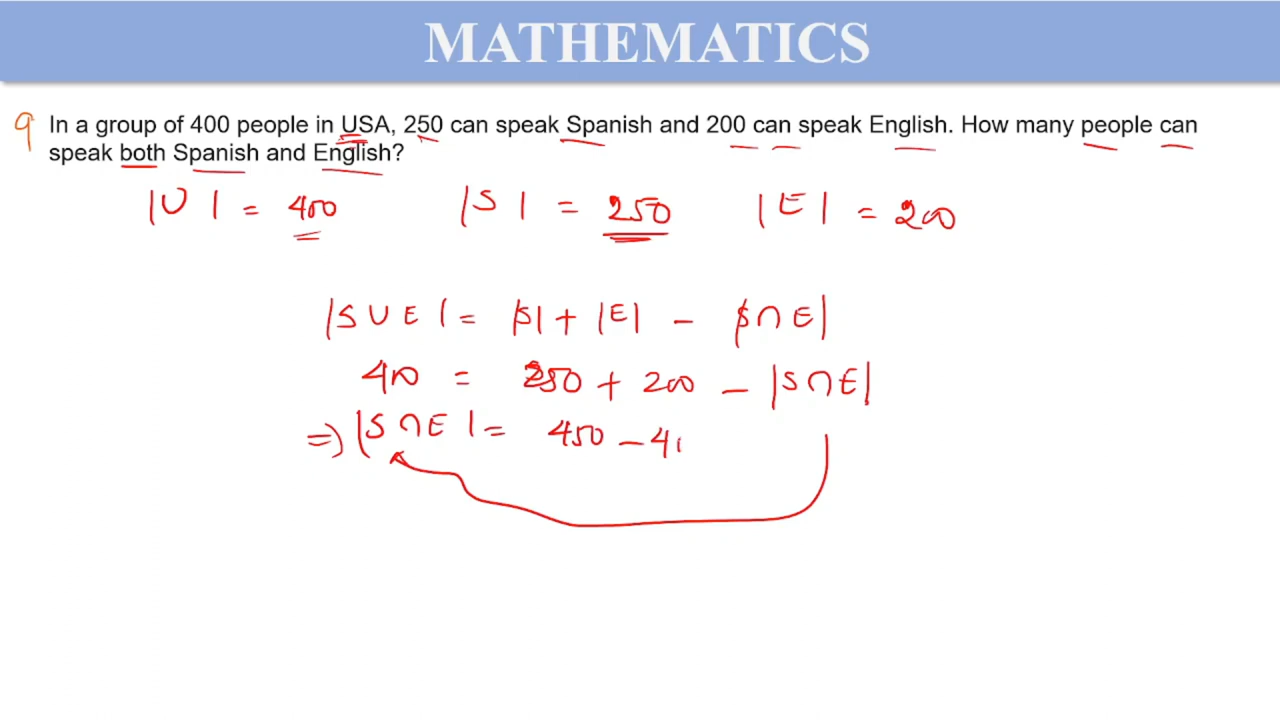 MATHEMATICS
9 In a group of 400 people in USA, 250 can speak Spanish and 200 can speak English. How many people can
speak both Spanish and English?
|U| = 400 |S| = 250 |E| = 200
|S ∪ E| = |S| + |E| - |S ∩ E|
400 = 250 + 200 - |S ∩ E|
⇒ |S ∩ E| = 450 - 4